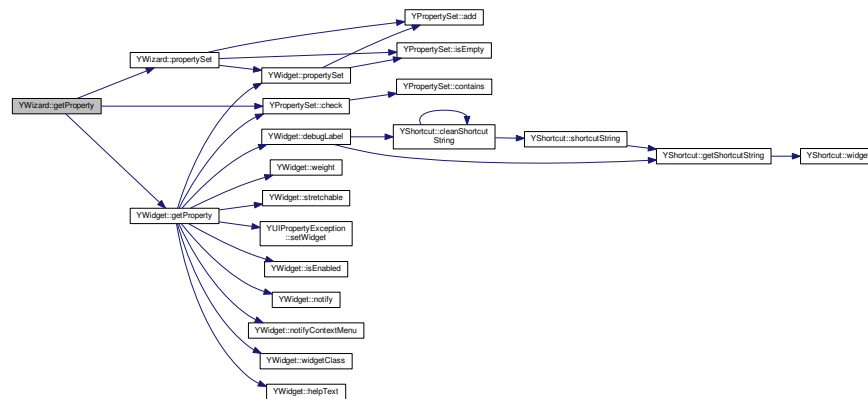 YPropertySet::add
YWizard::propertySet
YPropertySet::isEmpty
YWidget::propertySet
YPropertySet::contains
YWizard::getProperty
YPropertySet::check
YWidget::debugLabel
YShortcut::cleanShortcut
String
YShortcut::shortcutString
YShortcut::getShortcutString
YShortcut::widget
YWidget::weight
YWidget::stretchable
YWidget::getProperty
YUIPropertyException
::setWidget
YWidget::isEnabled
YWidget::notify
YWidget::notifyContextMenu
YWidget::widgetClass
YWidget::helpText